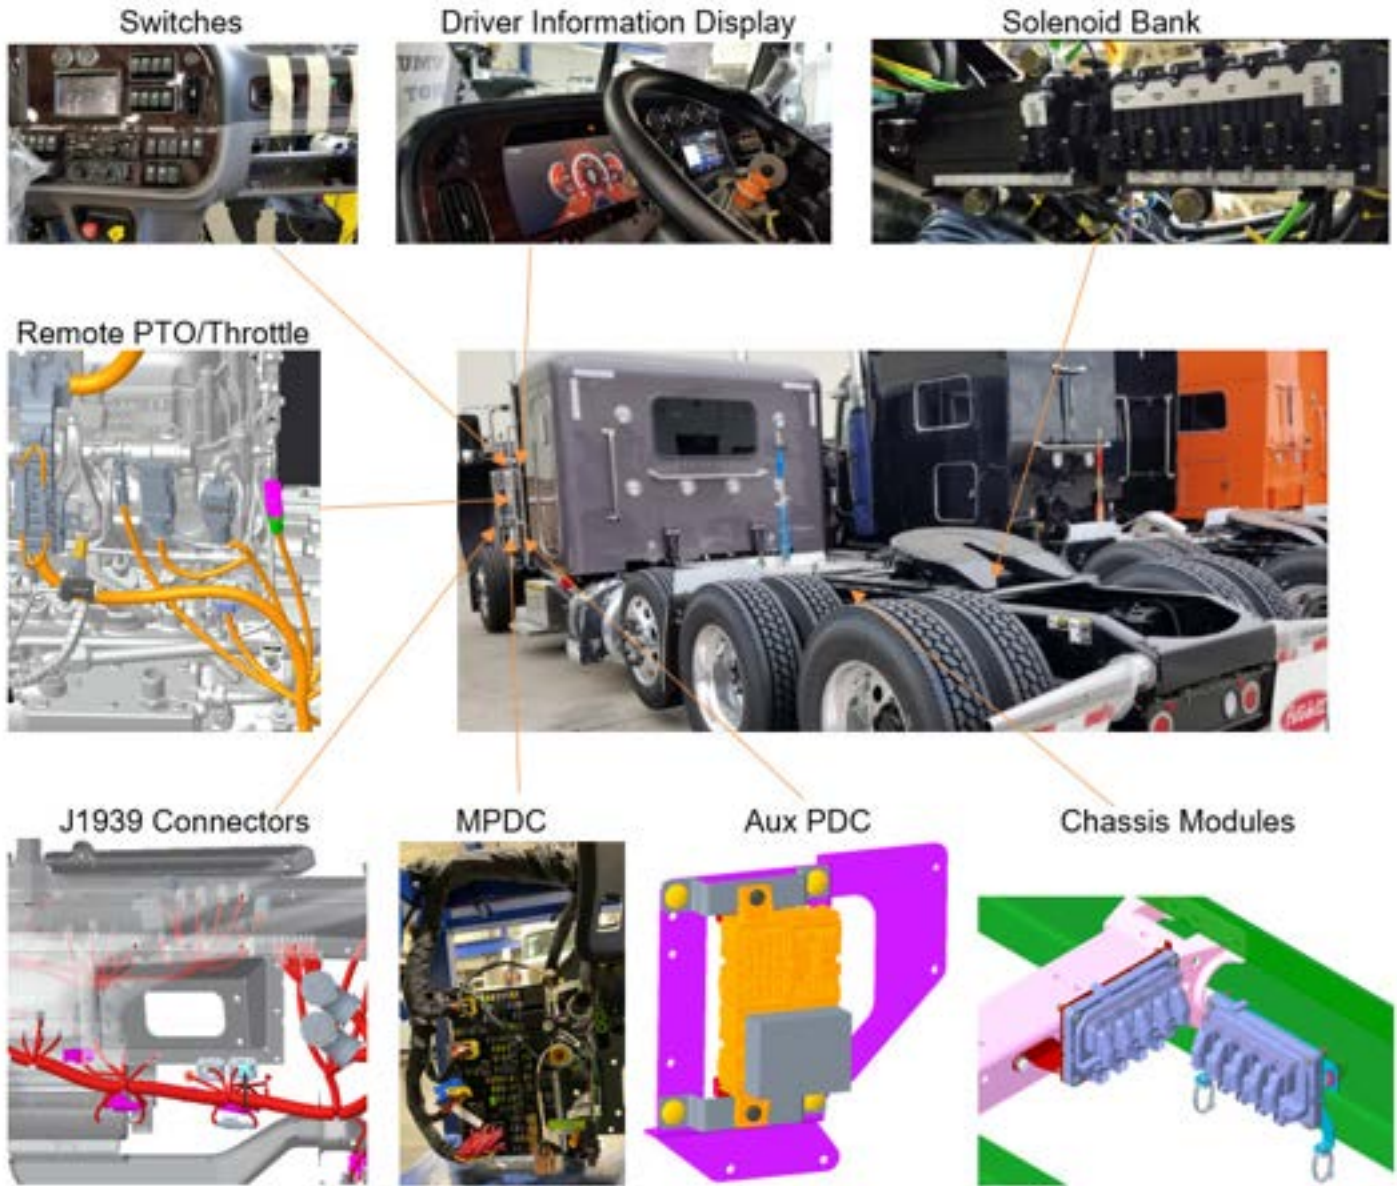 Switches
Driver Information Display
Solenoid Bank
Remote PTO/Throttle
J1939 Connectors
MPDC
Aux PDC
Chassis Modules